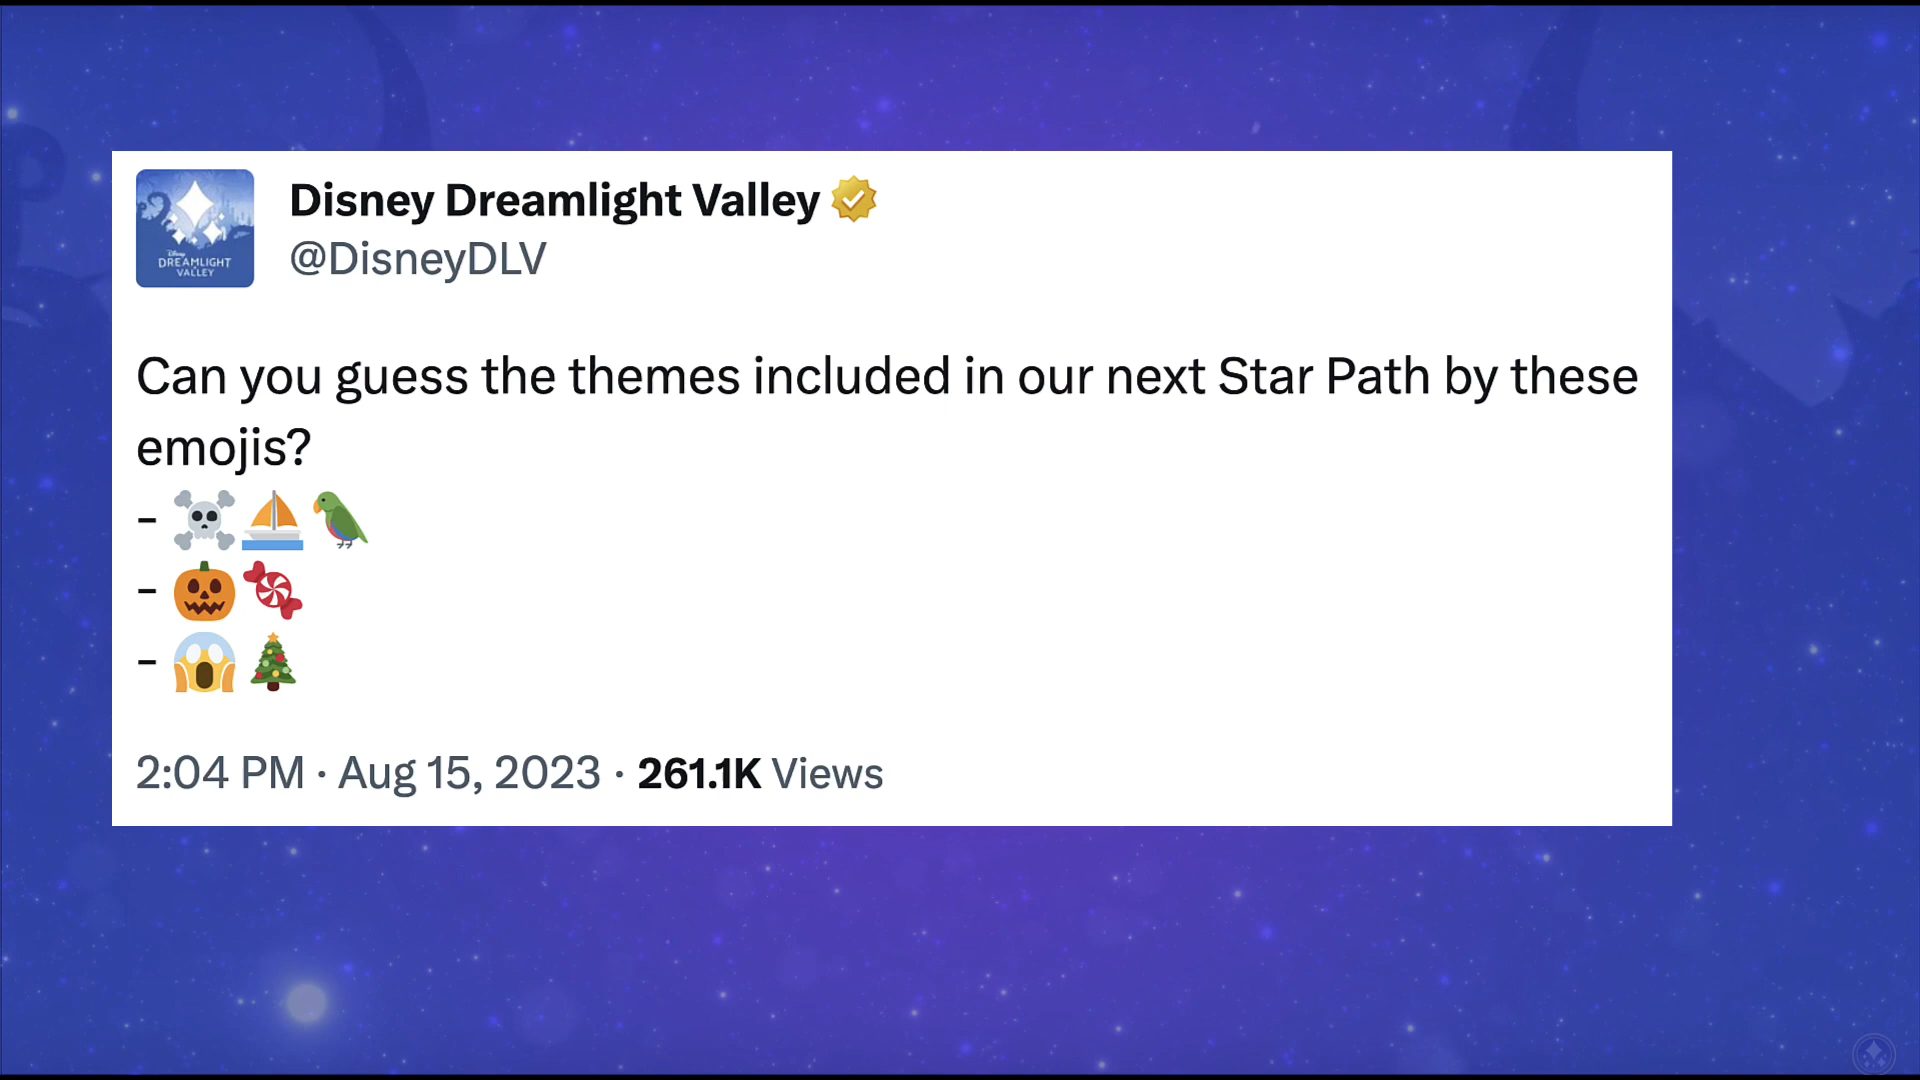 Disney
DREAMLIGHT
VALLEY
Disney Dreamlight Valley
@DisneyDLV
Can you guess the themes included in our next Star Path by these
emojis?
- ☠️⛵🦜
- 🎃🍬
- 😱🎄
2:04 PM · Aug 15, 2023 · 261.1K Views